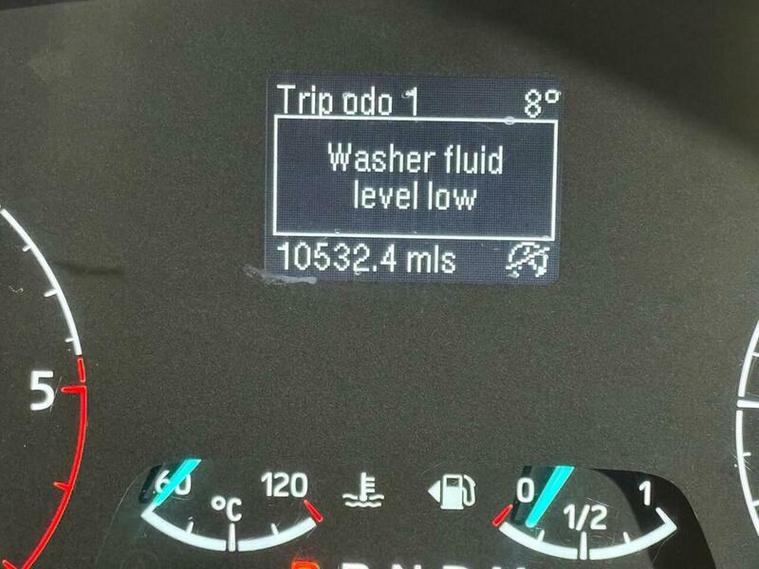 Trip odo 1 8°
Washer fluid
level low
10532.4 mls
5
60 120 0 1
°C 1/2